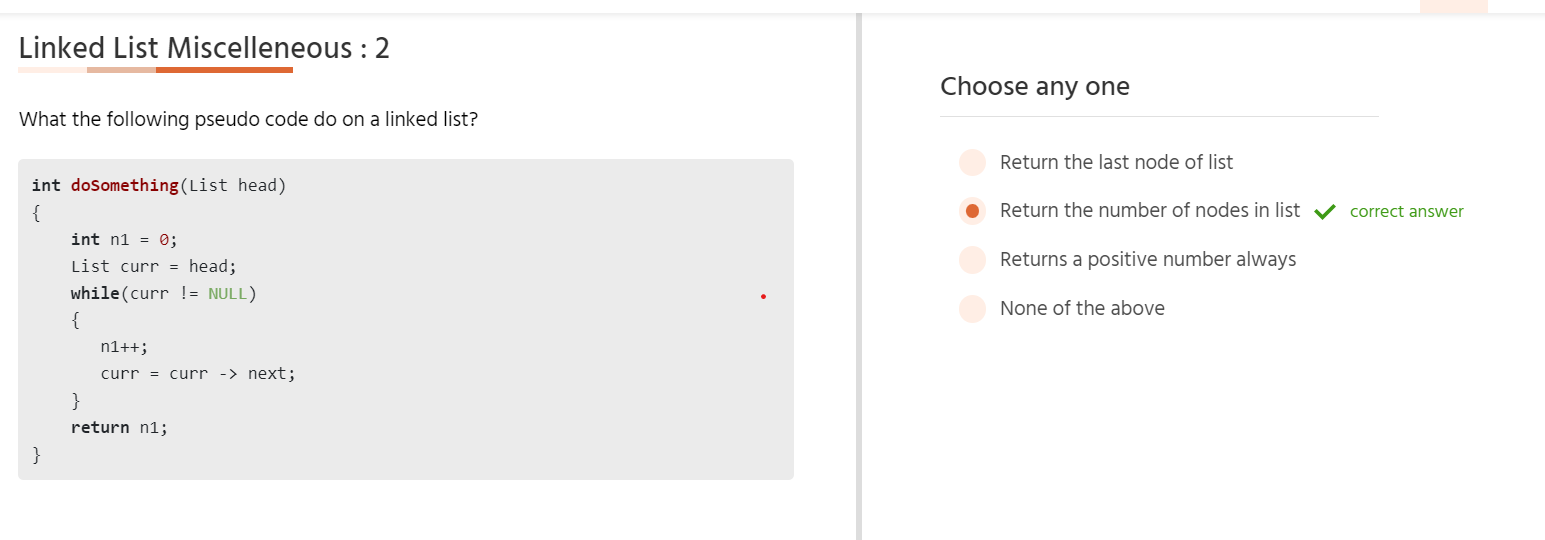 Linked List Miscelleneous : 2
What the following pseudo code do on a linked list?
int doSomething(List head)
{
    int n1 = 0;
    List curr = head;
    while(curr != NULL)
    {
       n1++;
       curr = curr -> next;
    }
    return n1;
}
Choose any one
Return the last node of list
Return the number of nodes in list correct answer
Returns a positive number always
None of the above